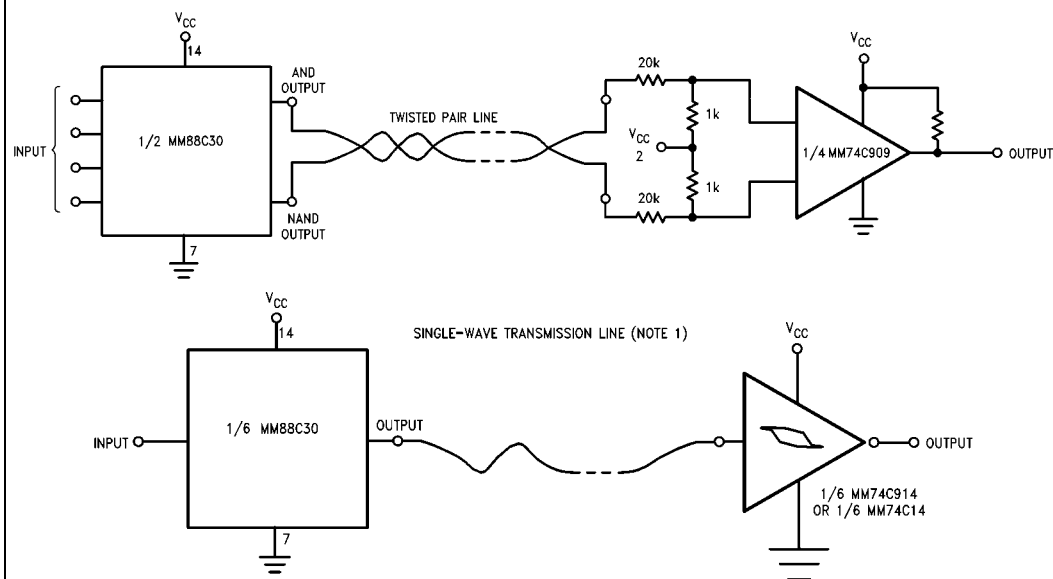 VCC
14
AND
OUTPUT
INPUT
1/2 MM88C30
NAND
OUTPUT
7
TWISTED PAIR LINE
20k
1k
VCC
2
1k
20k
VCC
1/4 MM74C909
OUTPUT
VCC
14
SINGLE-WAVE TRANSMISSION LINE (NOTE 1)
INPUT
1/6 MM88C30
OUTPUT
7
VCC
OUTPUT
1/6 MM74C914
OR 1/6 MM74C14